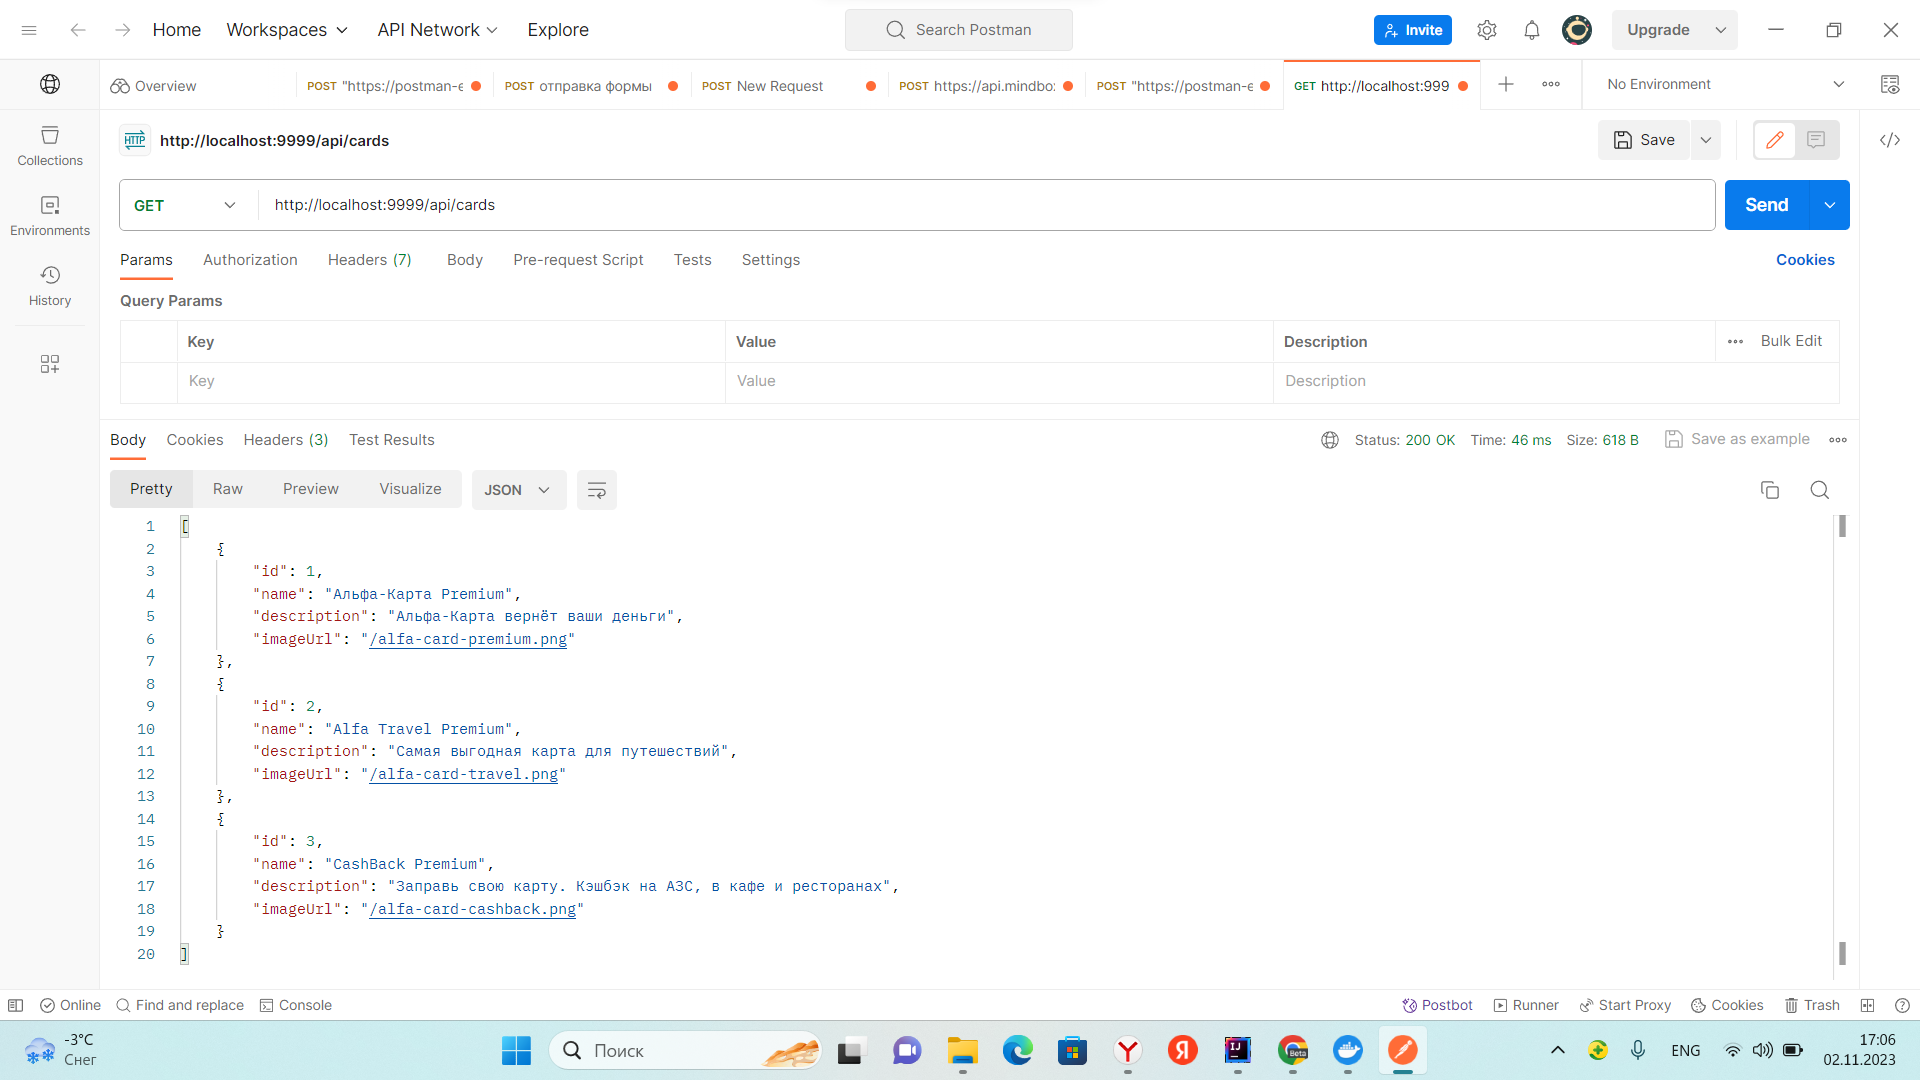 Home Workspaces API Network Explore Search Postman Invite Upgrade
Overview POST "https://postman-e POST отправка формы POST New Request POST https://api.mindbo: POST "https://postman-e GET http://localhost:999 No Environment
HTTP http://localhost:9999/api/cards Save
Collections
Environments
History
GET http://localhost:9999/api/cards Send
Params Authorization Headers (7) Body Pre-request Script Tests Settings Cookies
Query Params
Key Value Description Bulk Edit
Key Value Description
Body Cookies Headers (3) Test Results Status: 200 OK Time: 46 ms Size: 618 B Save as example
Pretty Raw Preview Visualize JSON
1 [
2 {
3 "id": 1,
4 "name": "Альфа-Карта Premium",
5 "description": "Альфа-Карта вернёт ваши деньги",
6 "imageUrl": "/alfa-card-premium.png"
7 },
8 {
9 "id": 2,
10 "name": "Alfa Travel Premium",
11 "description": "Самая выгодная карта для путешествий",
12 "imageUrl": "/alfa-card-travel.png"
13 },
14 {
15 "id": 3,
16 "name": "CashBack Premium",
17 "description": "Заправь свою карту. Кэшбэк на АЗС, в кафе и ресторанах",
18 "imageUrl": "/alfa-card-cashback.png"
19 }
20 ]
Online Find and replace Console Postbot Runner Start Proxy Cookies Trash
-3°C
Снег
Поиск
Я
IJ
Beta
ENG
17:06
02.11.2023